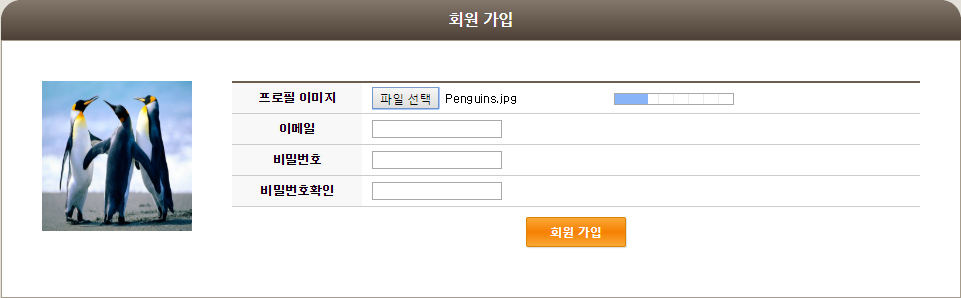 회원 가입
프로필 이미지 파일 선택 Penguins.jpg
이메일
비밀번호
비밀번호확인
회원 가입